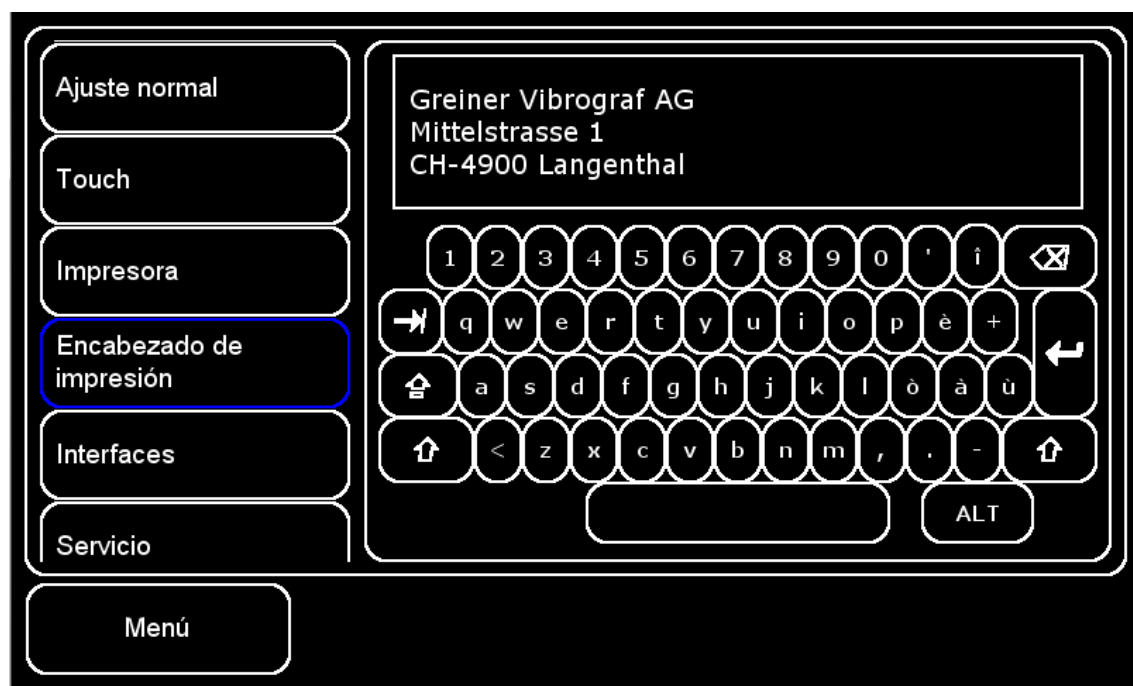 Ajuste normal
Touch
Impresora
Encabezado de
impresión
Interfaces
Servicio
Menú
Greiner Vibrograf AG
Mittelstrasse 1
CH-4900 Langenthal
1 2 3 4 5 6 7 8 9 0 ' î
q w e r t y u i o p è +
a s d f g h j k l ò à ù
< z x c v b n m , . -
ALT